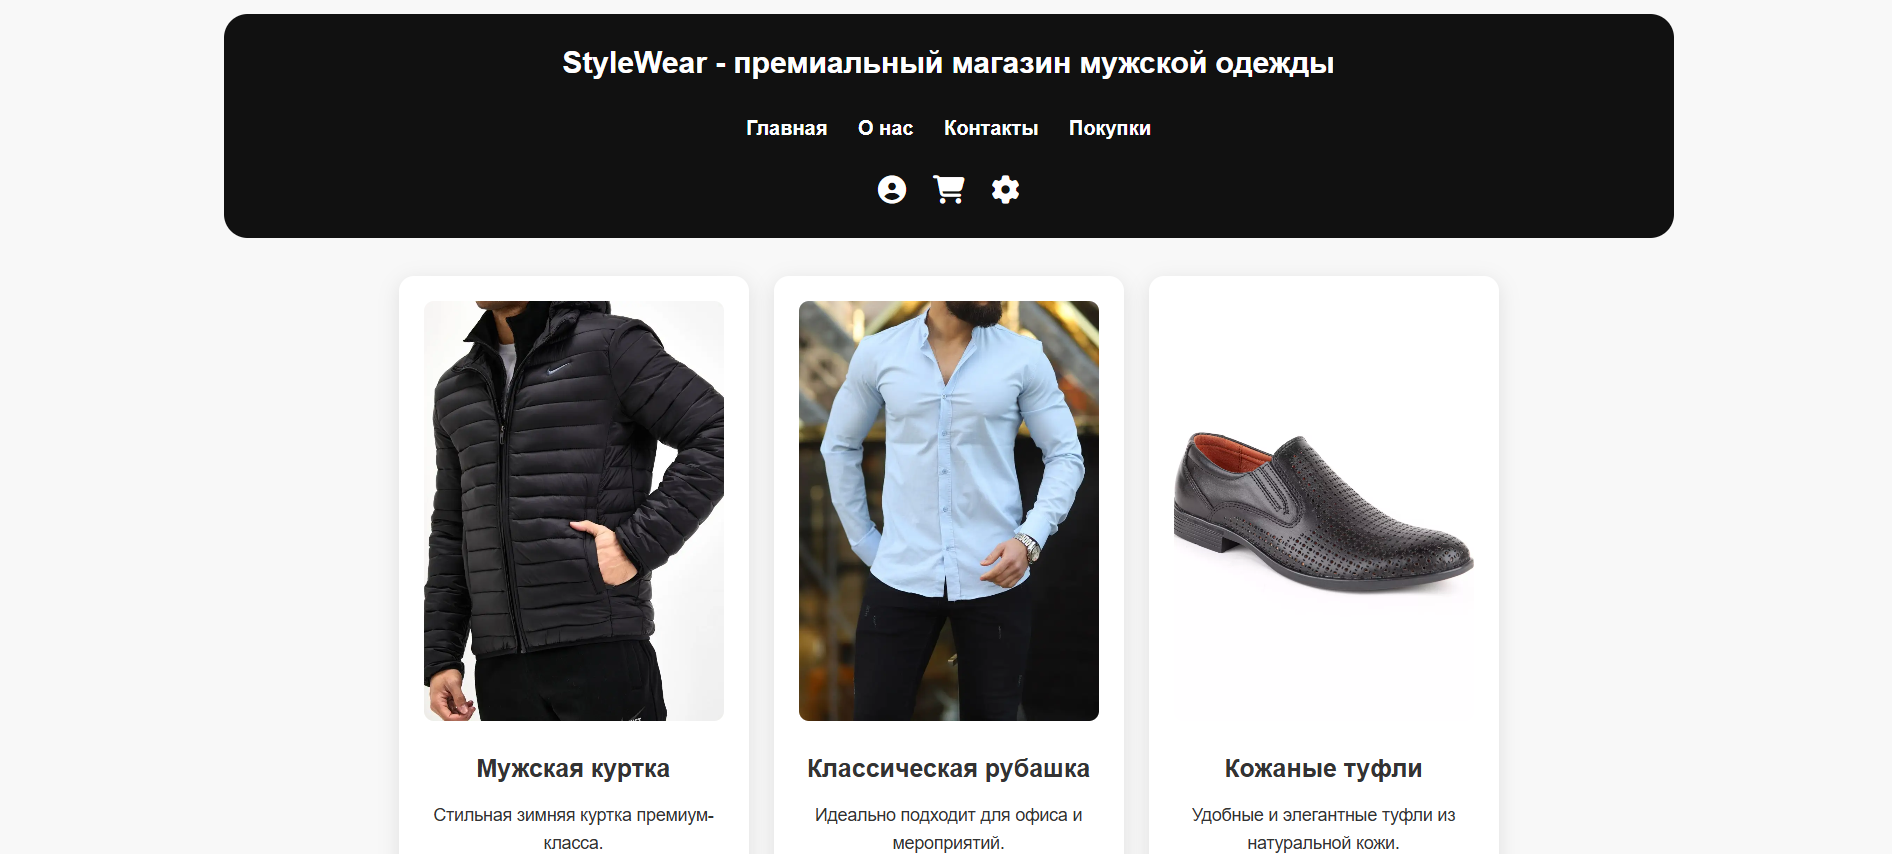 StyleWear - премиальный магазин мужской одежды
Главная О нас Контакты Покупки
Мужская куртка
Стильная зимняя куртка премиум-
класса.
Классическая рубашка
Идеально подходит для офиса и
мероприятий.
Кожаные туфли
Удобные и элегантные туфли из
натуральной кожи.